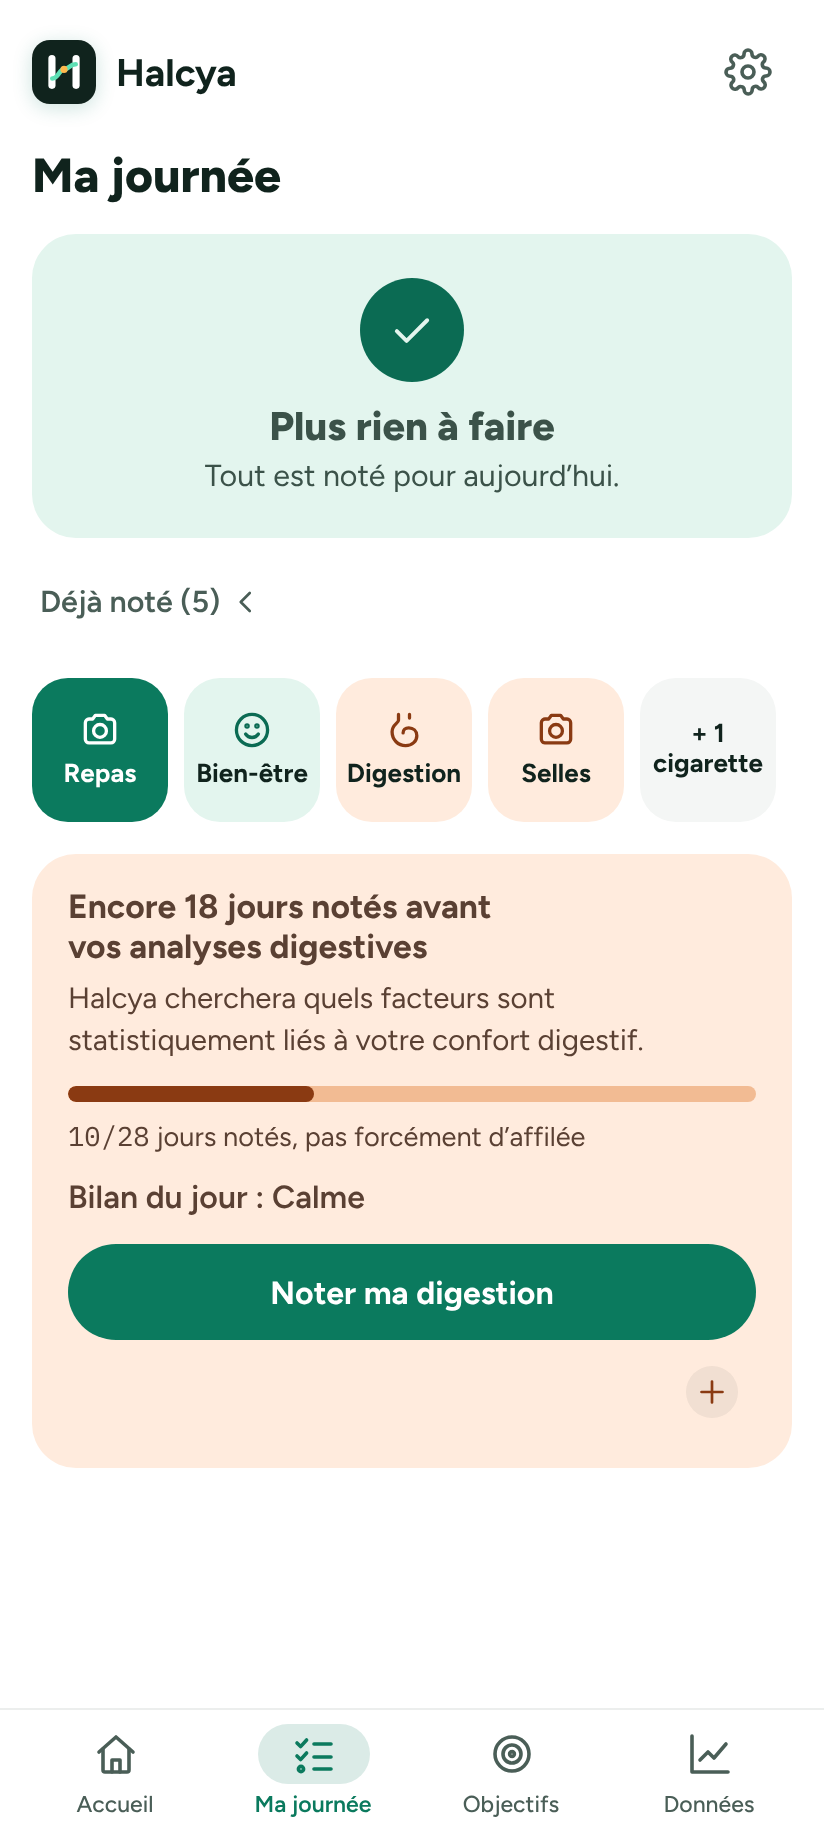 Halcya
Ma journée
Plus rien à faire
Tout est noté pour aujourd’hui.
Déjà noté (5)
Repas
Bien-être
Digestion
Selles
+ 1
cigarette
Encore 18 jours notés avant
vos analyses digestives
Halcya cherchera quels facteurs sont
statistiquement liés à votre confort digestif.
10/28 jours notés, pas forcément d’affilée
Bilan du jour : Calme
Noter ma digestion
Accueil
Ma journée
Objectifs
Données